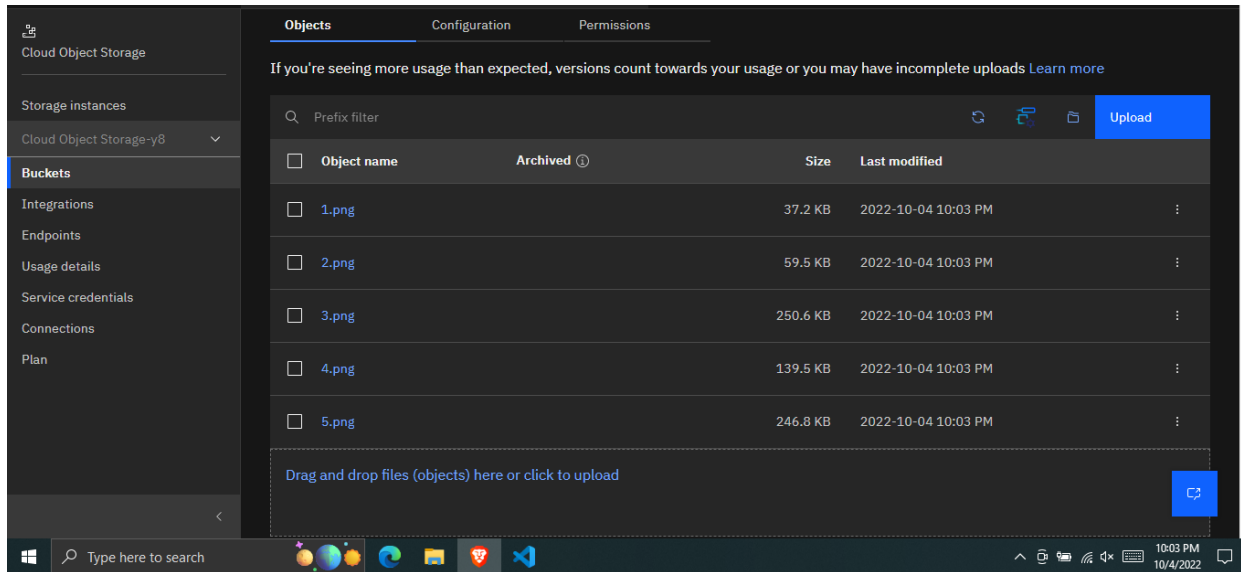 Cloud Object Storage
Storage instances
Cloud Object Storage-y8
Buckets
Integrations
Endpoints
Usage details
Service credentials
Connections
Plan
Objects Configuration Permissions
If you're seeing more usage than expected, versions count towards your usage or you may have incomplete uploads Learn more
Prefix filter Upload
Object name Archived Size Last modified
1.png 37.2 KB 2022-10-04 10:03 PM
2.png 59.5 KB 2022-10-04 10:03 PM
3.png 250.6 KB 2022-10-04 10:03 PM
4.png 139.5 KB 2022-10-04 10:03 PM
5.png 246.8 KB 2022-10-04 10:03 PM
Drag and drop files (objects) here or click to upload
Type here to search
10:03 PM
10/4/2022